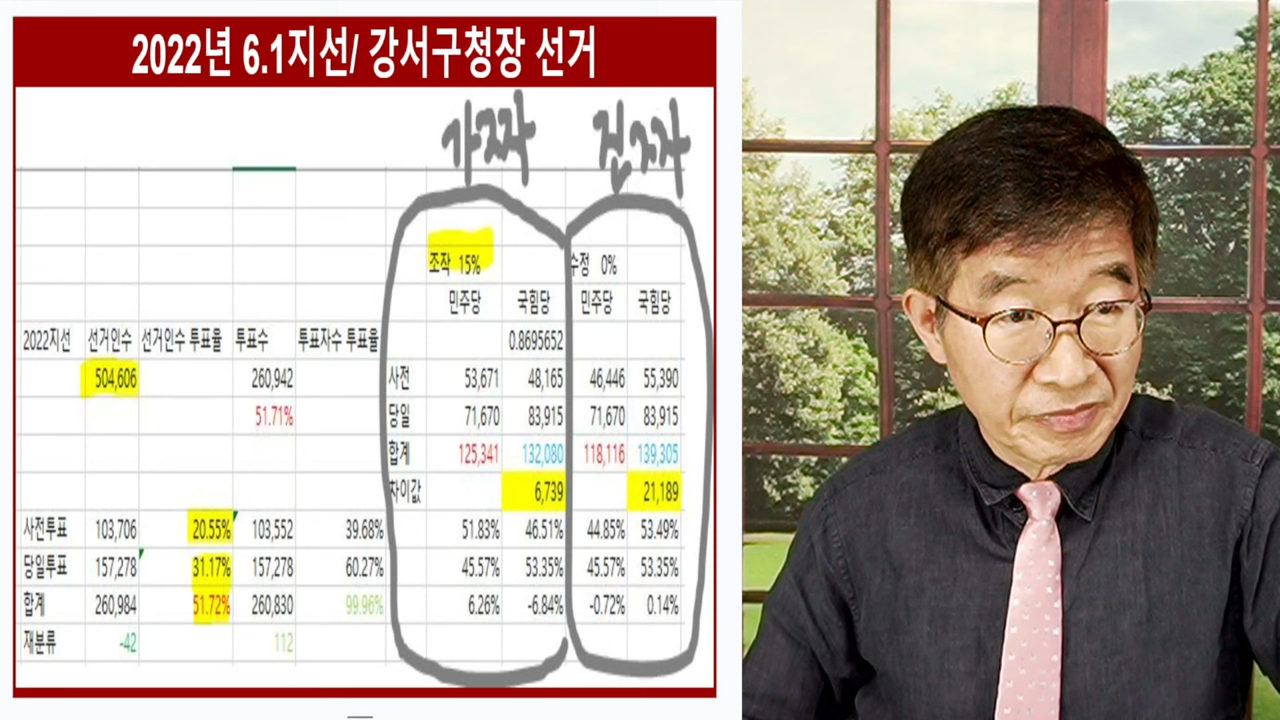 2022년 6.1지선/ 강서구청장 선거
가짜 진짜
조작 15% 수정 0%
민주당 국힘당 민주당 국힘당
2022지선 선거인수 선거인수 투표율 투표수 투표자수 투표율 0.8695652
504,606 260,942 사전 53,671 48,165 46,446 55,390
51.71% 당일 71,670 83,915 71,670 83,915
합계 125,341 132,080 118,116 139,305
차이값 6,739 21,189
사전투표 103,706 20.55% 103,552 39.68% 51.83% 46.51% 44.85% 53.49%
당일투표 157,278 31.17% 157,278 60.27% 45.57% 53.35% 45.57% 53.35%
합계 260,984 51.72% 260,830 99.96% 6.26% -6.84% -0.72% 0.14%
재분류 -42 112